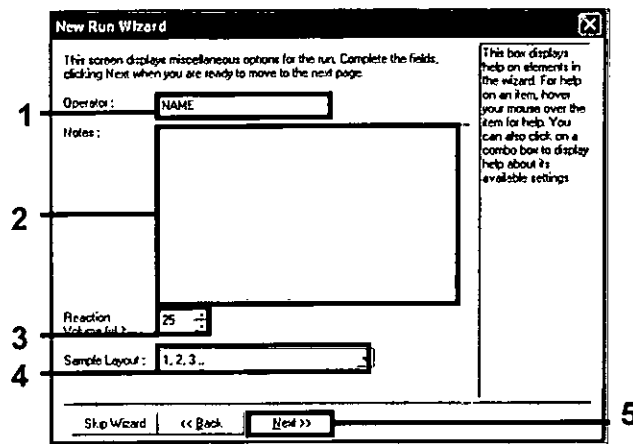 New Run Wizard
This screen displays miscellaneous options for the run. Complete the fields,
clicking Next when you are ready to move to the next page.
This box displays
help on elements in
the wizard. For help
on an item, hover
your mouse over the
item for help. You
can also click on a
combo box to display
help about its
available settings
1
Operator :
NAME
Notes :
2
Reaction
Volume (µL):
25
3
Sample Layout :
1, 2, 3...
4
Skip Wizard
<< Back
Next >>
5